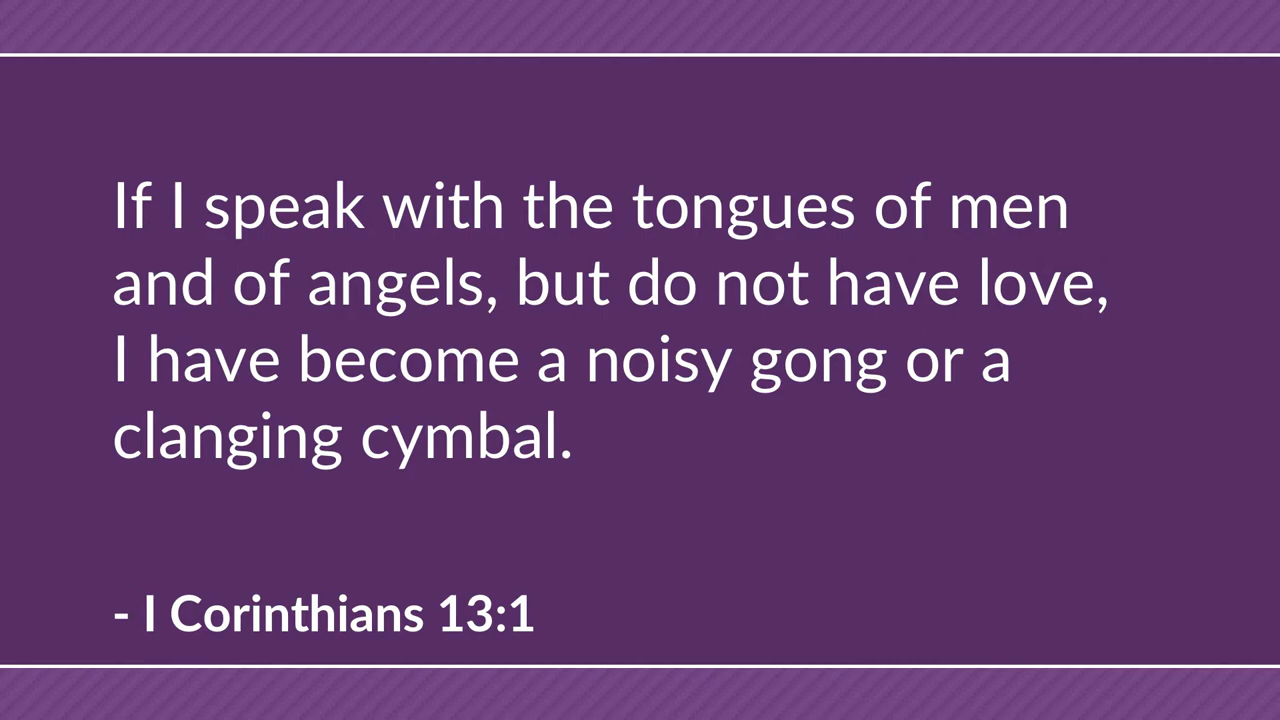 If I speak with the tongues of men
and of angels, but do not have love,
I have become a noisy gong or a
clanging cymbal.
- I Corinthians 13:1